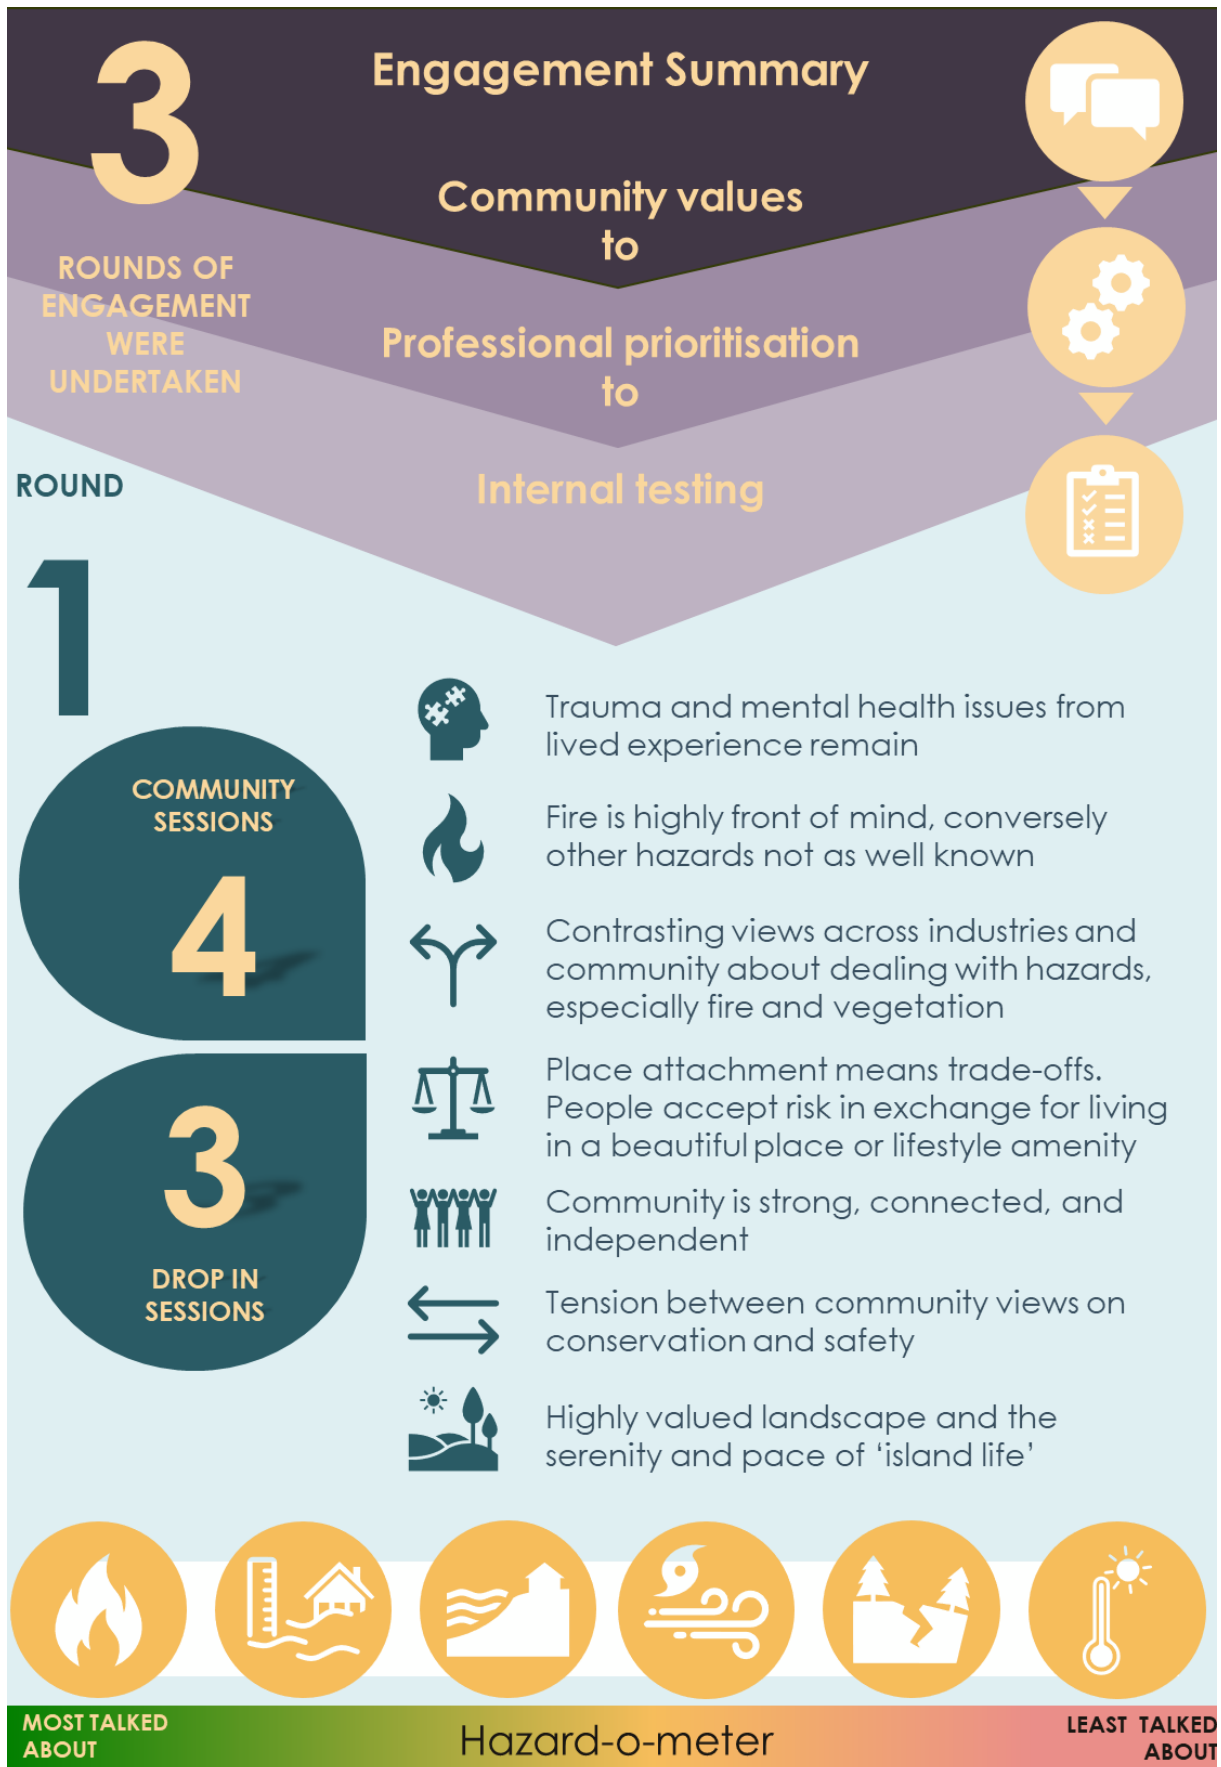 3
Engagement Summary
Community values
to
ROUNDS OF
ENGAGEMENT
WERE
UNDERTAKEN
Professional prioritisation
to
Internal testing
ROUND
1
COMMUNITY
SESSIONS
4
3
DROP IN
SESSIONS
Trauma and mental health issues from
lived experience remain
Fire is highly front of mind, conversely
other hazards not as well known
Contrasting views across industries and
community about dealing with hazards,
especially fire and vegetation
Place attachment means trade-offs.
People accept risk in exchange for living
in a beautiful place or lifestyle amenity
Community is strong, connected, and
independent
Tension between community views on
conservation and safety
Highly valued landscape and the
serenity and pace of ‘island life’
MOST TALKED
ABOUT
Hazard-o-meter
LEAST TALKED
ABOUT